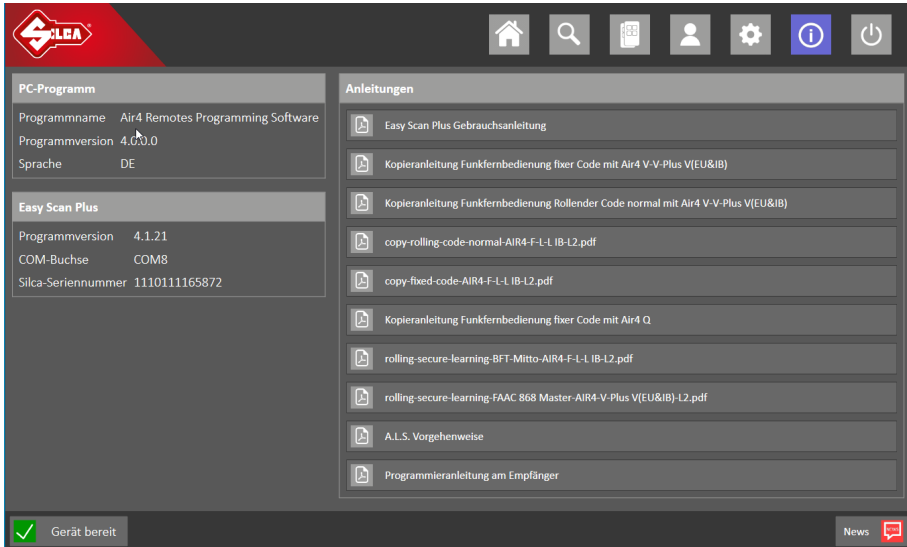 SILCA
PC-Programm
Programmname Air4 Remotes Programming Software
Programmversion 4.0.0.0
Sprache DE
Easy Scan Plus
Programmversion 4.1.21
COM-Buchse COM8
Silca-Seriennummer 1110111165872
Anleitungen
Easy Scan Plus Gebrauchsanleitung
Kopieranleitung Funkfernbedienung fixer Code mit Air4 V-V-Plus V(EU&IB)
Kopieranleitung Funkfernbedienung Rollender Code normal mit Air4 V-V-Plus V(EU&IB)
copy-rolling-code-normal-AIR4-F-L-L IB-L2.pdf
copy-fixed-code-AIR4-F-L-L IB-L2.pdf
Kopieranleitung Funkfernbedienung fixer Code mit Air4 Q
rolling-secure-learning-BFT-Mitto-AIR4-F-L-L IB-L2.pdf
rolling-secure-learning-FAAC 868 Master-AIR4-V-Plus V(EU&IB)-L2.pdf
A.L.S. Vorgehenweise
Programmieranleitung am Empfänger
Gerät bereit
News